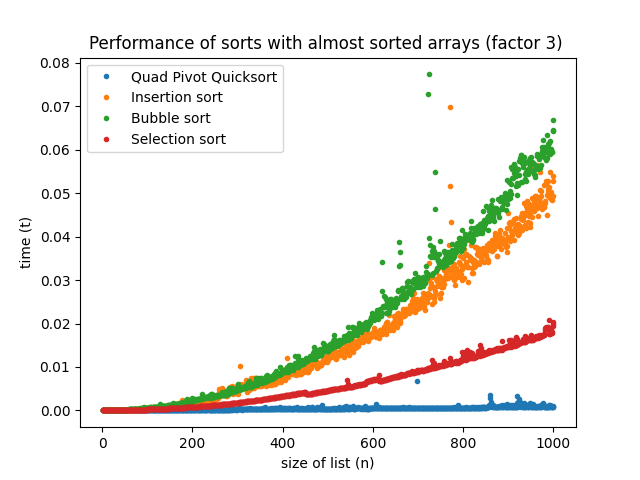 Performance of sorts with almost sorted arrays (factor 3)
Quad Pivot Quicksort
Insertion sort
Bubble sort
Selection sort
time (t)
0.08
0.07
0.06
0.05
0.04
0.03
0.02
0.01
0.00
0 200 400 600 800 1000
size of list (n)